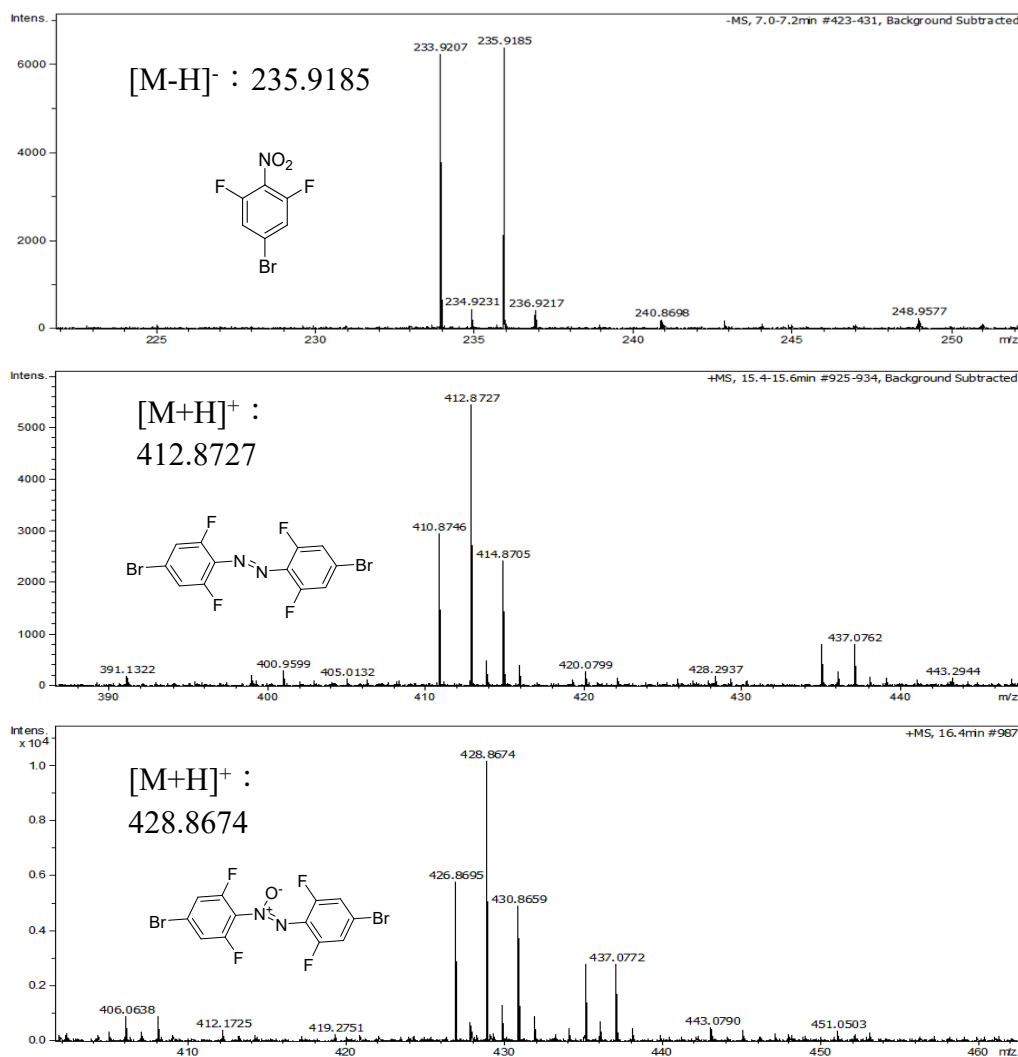 Intens.
-MS, 7.0-7.2min #423-431, Background Subtracted
6000
4000
2000
0
233.9207
235.9185
[M-H]-：235.9185
NO2
F
F
Br
234.9231
236.9217
240.8698
248.9577
225
230
235
240
245
250
m/z
Intens.
+MS, 15.4-15.6min #925-934, Background Subtracted
5000
4000
3000
2000
1000
0
[M+H]+：
412.8727
412.8727
410.8746
414.8705
F
F
Br
N
N
Br
F
F
391.1322
400.9599
405.0132
420.0799
428.2937
437.0762
443.2944
390
400
410
420
430
440
m/z
Intens.
x 10^4
+MS, 16.4min #987
1.0
0.8
0.6
0.4
0.2
0.0
[M+H]+：
428.8674
428.8674
426.8695
430.8659
F
O-
F
Br
N+
N
Br
F
F
406.0638
412.1725
419.2751
437.0772
443.0790
451.0503
410
420
430
440
450
460
m/z